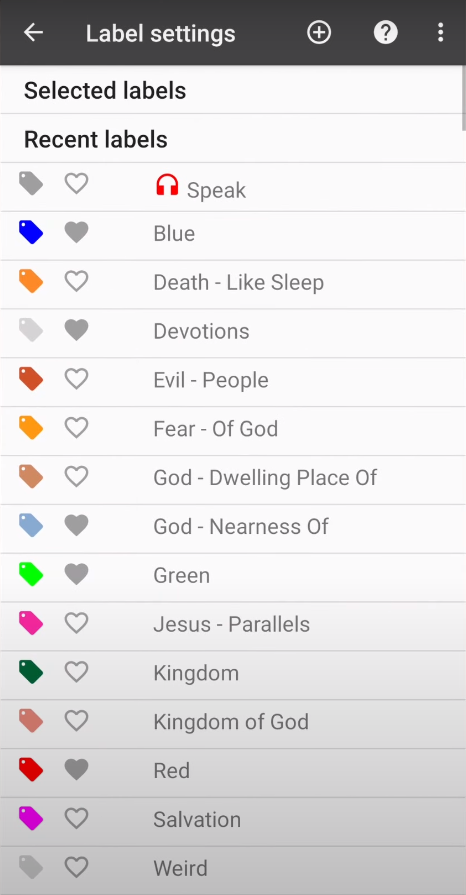 Label settings
Selected labels
Recent labels
Speak
Blue
Death - Like Sleep
Devotions
Evil - People
Fear - Of God
God - Dwelling Place Of
God - Nearness Of
Green
Jesus - Parallels
Kingdom
Kingdom of God
Red
Salvation
Weird